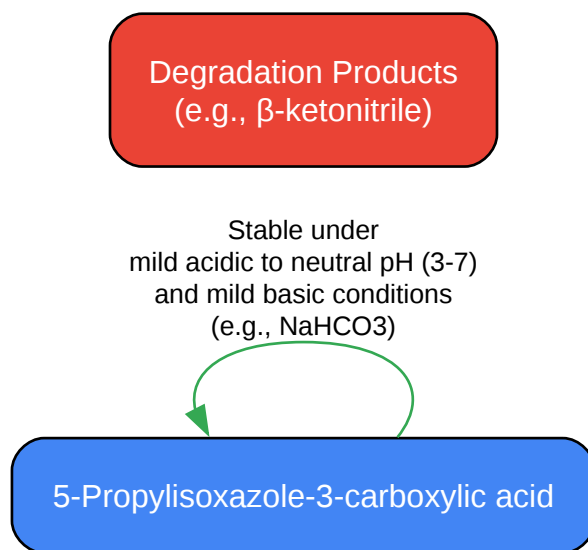 Degradation Products
(e.g., β-ketonitrile)
Stable under
mild acidic to neutral pH (3-7)
and mild basic conditions
(e.g., NaHCO3)
5-Propylisoxazole-3-carboxylic acid